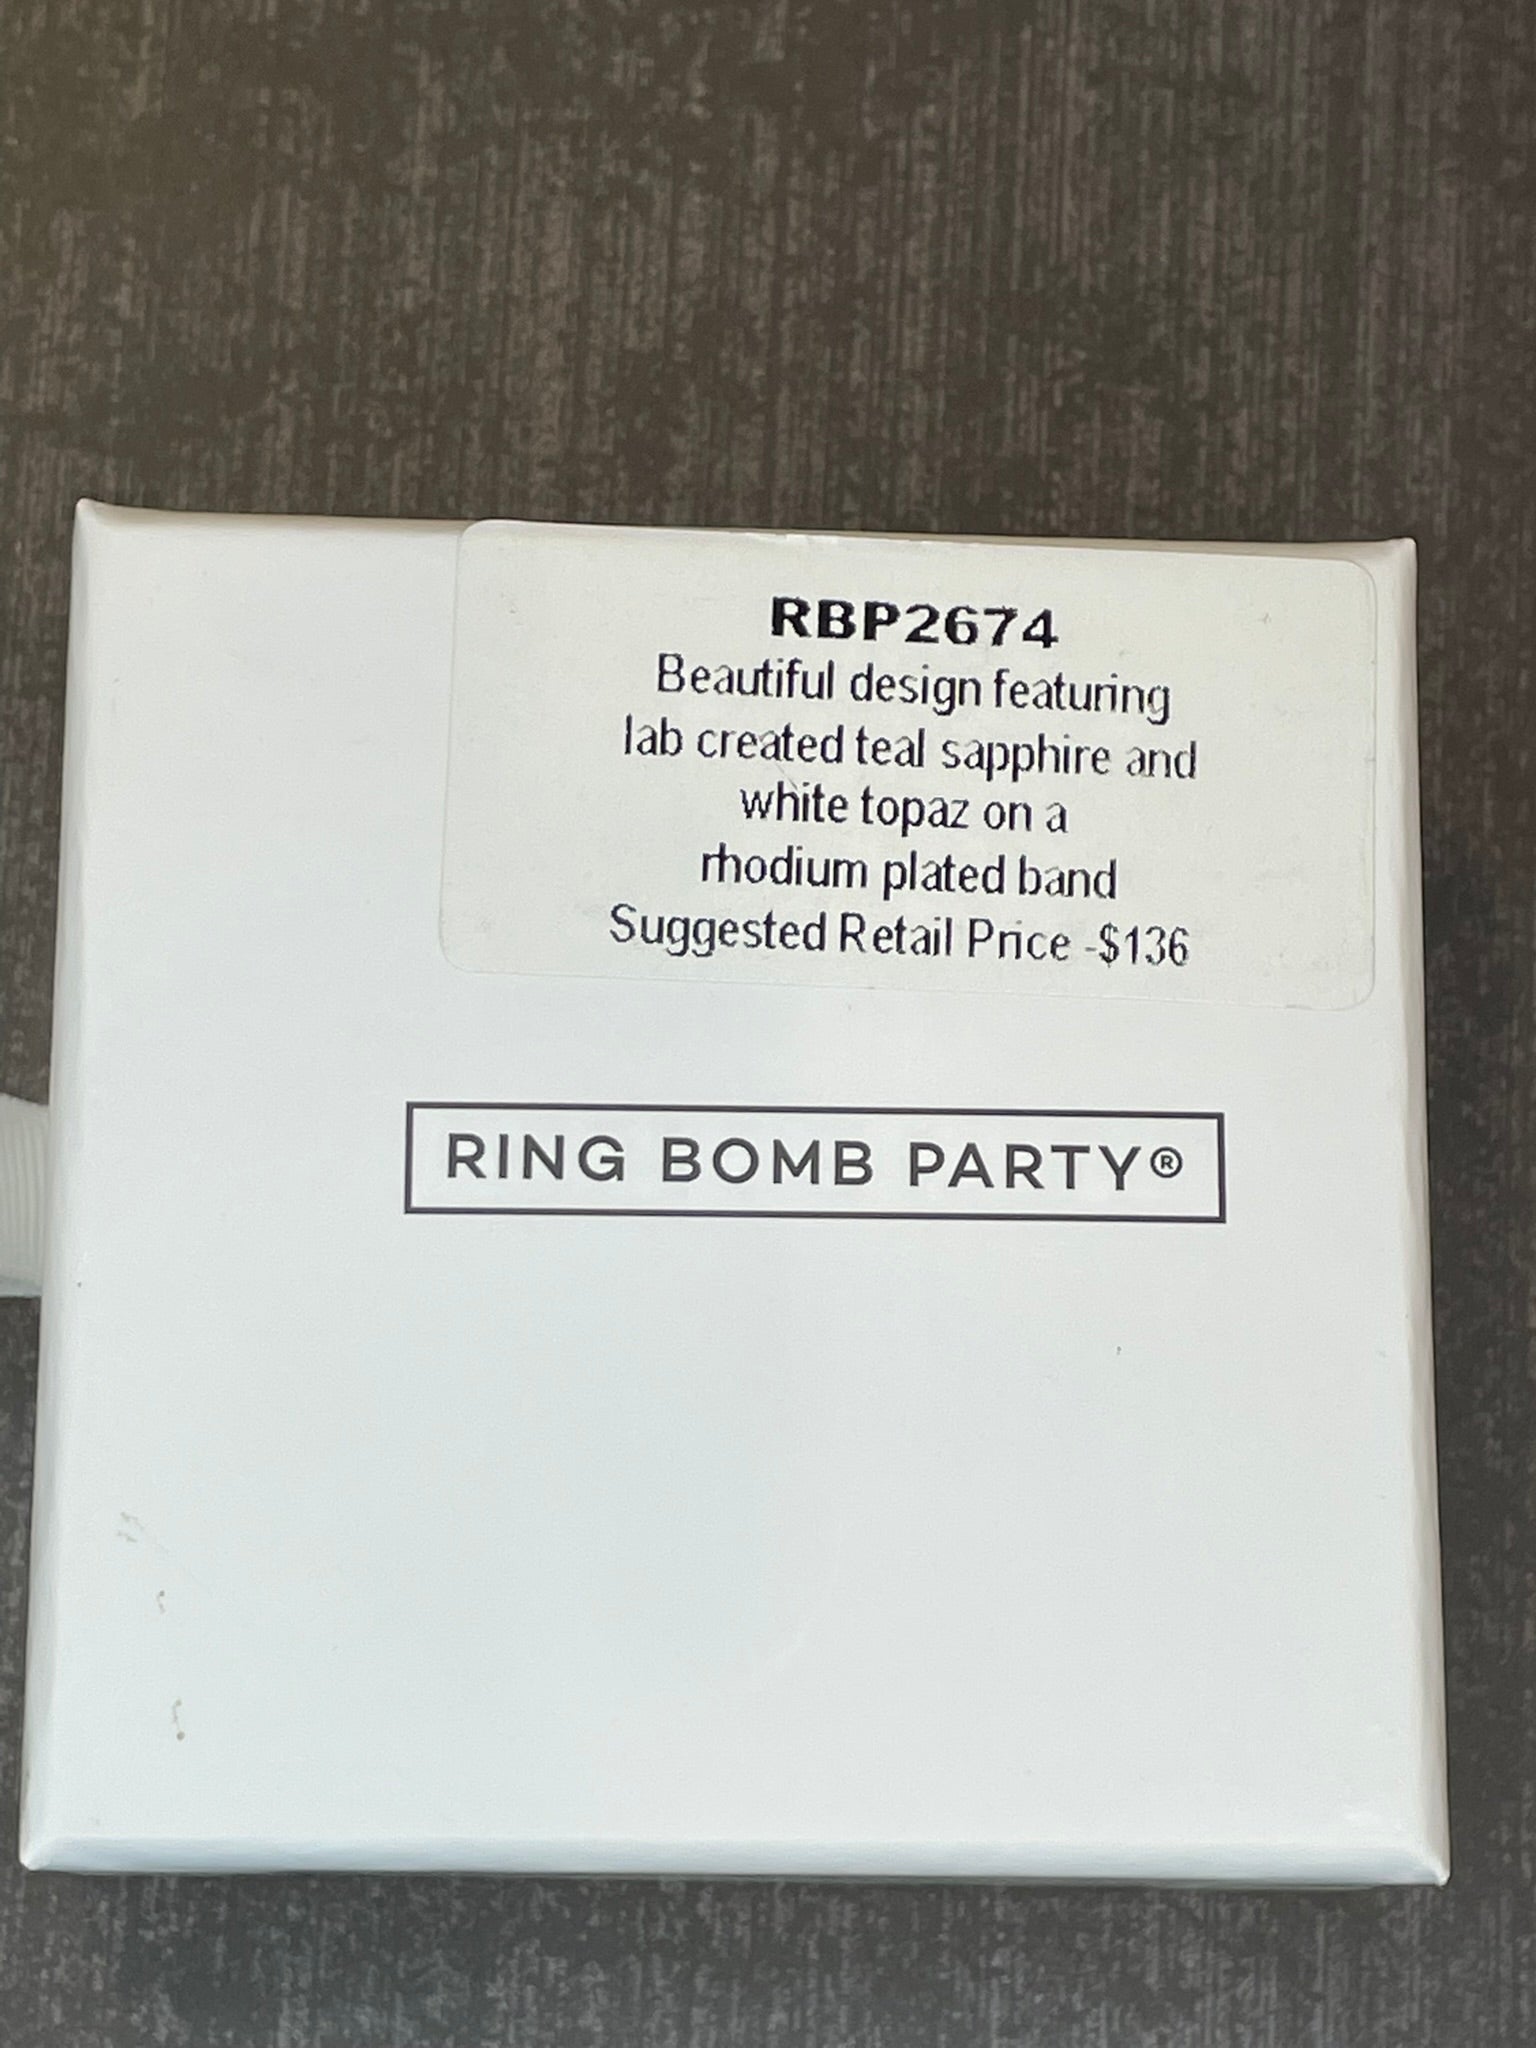 RBP2674
Beautiful design featuring
lab created teal sapphire and
white topaz on a
rhodium plated band
Suggested Retail Price -$136
RING BOMB PARTY®